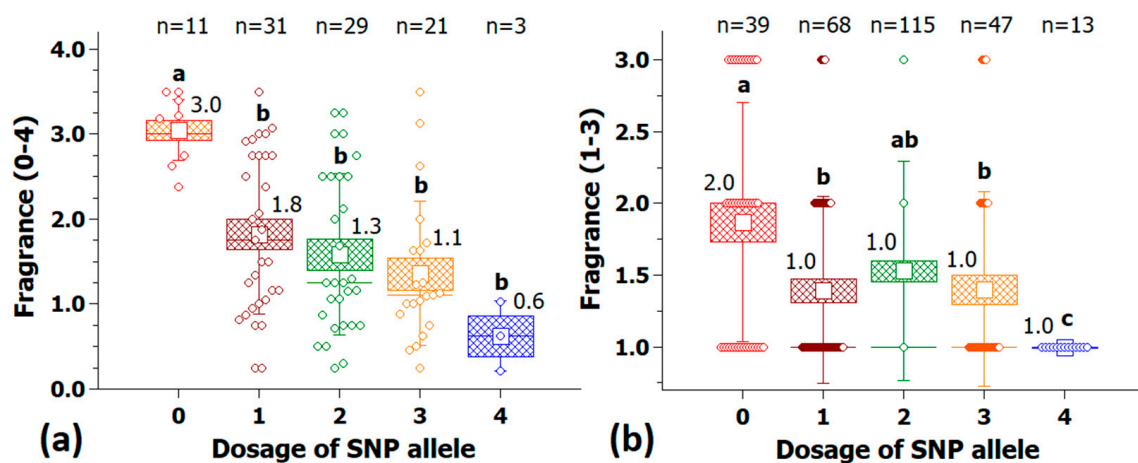 n=11 n=31 n=29 n=21 n=3
4.0
3.0
2.0
1.0
0.0
Fragrance (0-4)
a
3.0
b
1.8
b
1.3
b
1.1
b
0.6
0 1 2 3 4
Dosage of SNP allele
(a)
n=39 n=68 n=115 n=47 n=13
3.0
2.5
2.0
1.5
1.0
Fragrance (1-3)
a
2.0
b
1.0
ab
1.0
b
1.0
c
1.0
0 1 2 3 4
Dosage of SNP allele
(b)